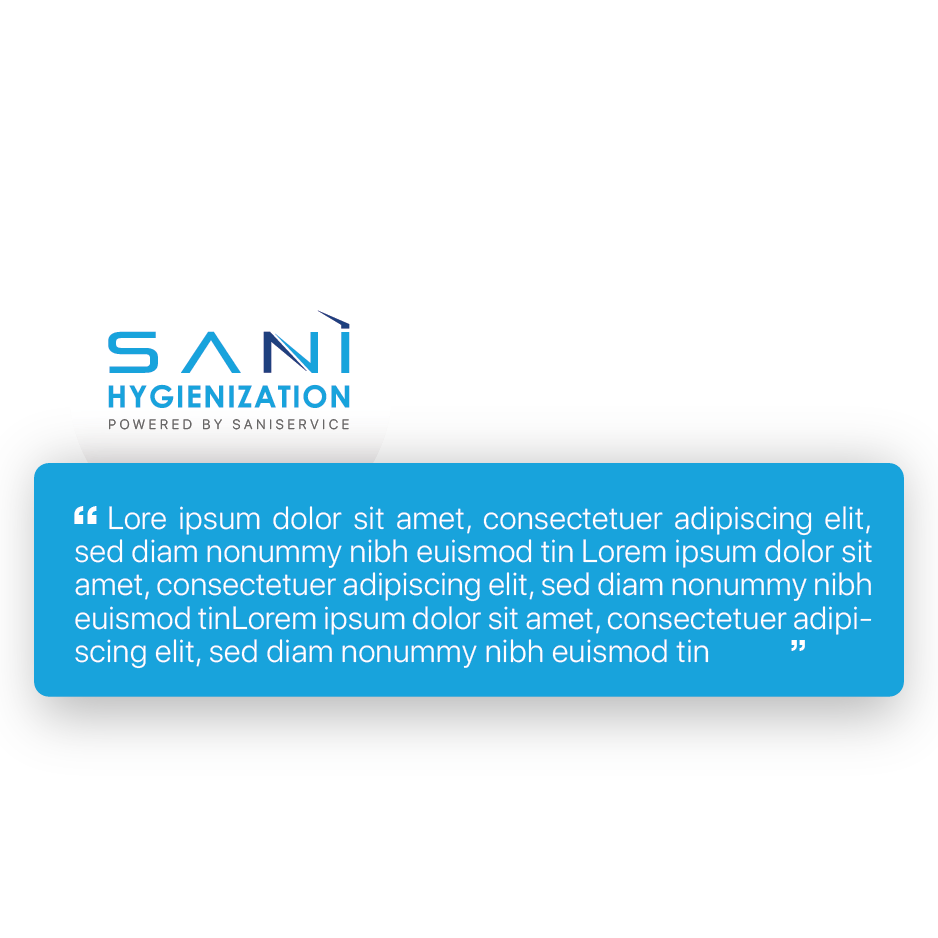 SANI
HYGIENIZATION
POWERED BY SANISERVICE
“ Lore ipsum dolor sit amet, consectetuer adipiscing elit,
sed diam nonummy nibh euismod tin Lorem ipsum dolor sit
amet, consectetuer adipiscing elit, sed diam nonummy nibh
euismod tinLorem ipsum dolor sit amet, consectetuer adipi-
scing elit, sed diam nonummy nibh euismod tin ”